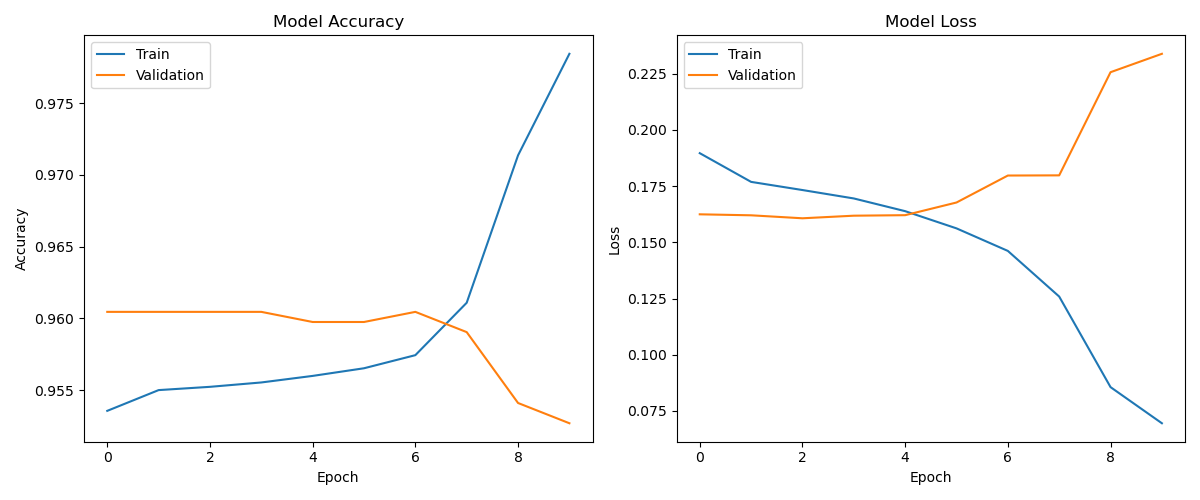 Model Accuracy
Train
Validation
0.975
0.970
0.965
0.960
0.955
Accuracy
0
2
4
6
8
Epoch
Model Loss
Train
Validation
0.225
0.200
0.175
0.150
0.125
0.100
0.075
Loss
0
2
4
6
8
Epoch